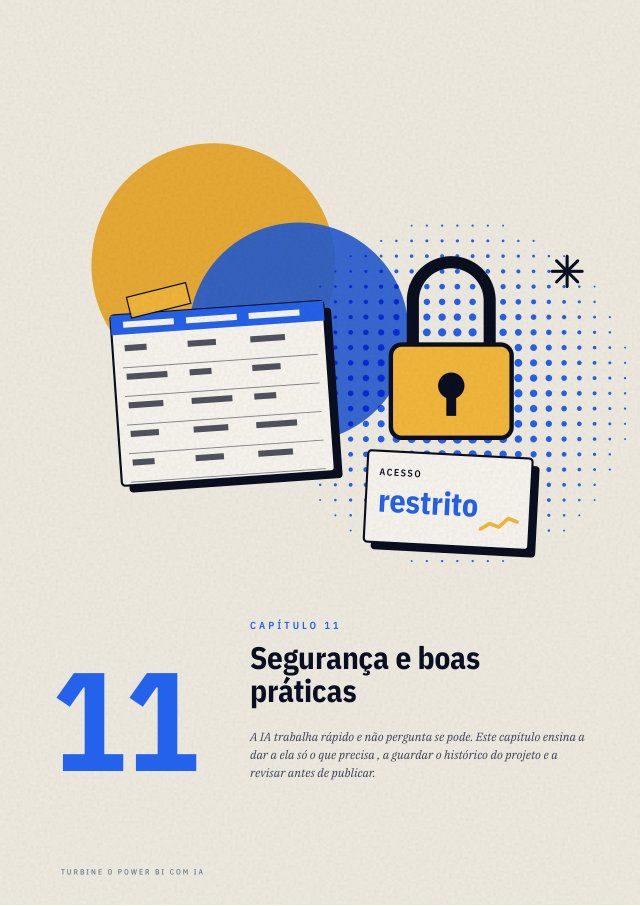 ACESSO
restrito
CAPÍTULO 11
11
Segurança e boas
práticas
A IA trabalha rápido e não pergunta se pode. Este capítulo ensina a
dar a ela só o que precisa , a guardar o histórico do projeto e a
revisar antes de publicar.
TURBINE O POWER BI COM IA